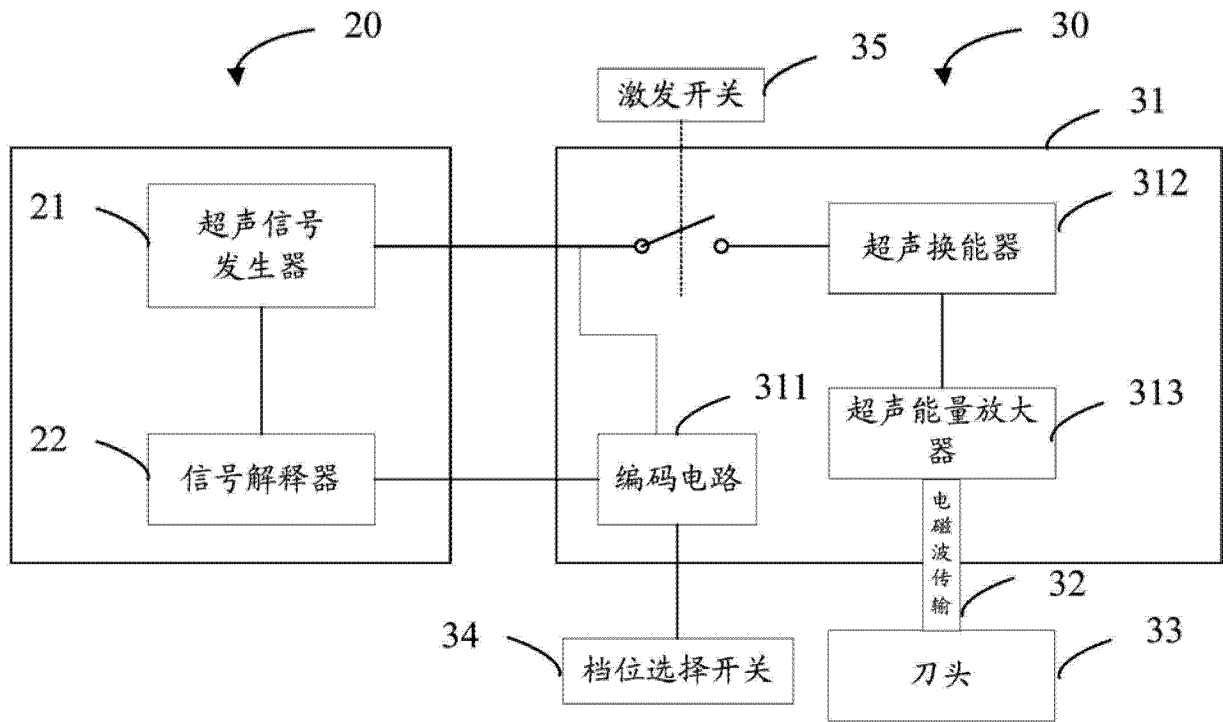 20
30
35
激发开关
31
21
超声信号
发生器
312
超声换能器
311
超声能量放大
器
313
22
信号解释器
编码电路
电
磁
波
传
输
32
34
档位选择开关
刀头
33